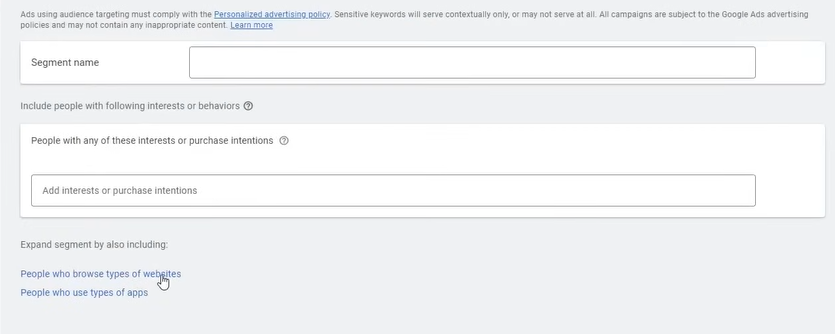 Ads using audience targeting must comply with the Personalized advertising policy. Sensitive keywords will serve contextually only, or may not serve at all. All campaigns are subject to the Google Ads advertising
policies and may not contain any inappropriate content. Learn more
Segment name
Include people with following interests or behaviors ?
People with any of these interests or purchase intentions ?
Add interests or purchase intentions
Expand segment by also including:
People who browse types of websites
People who use types of apps